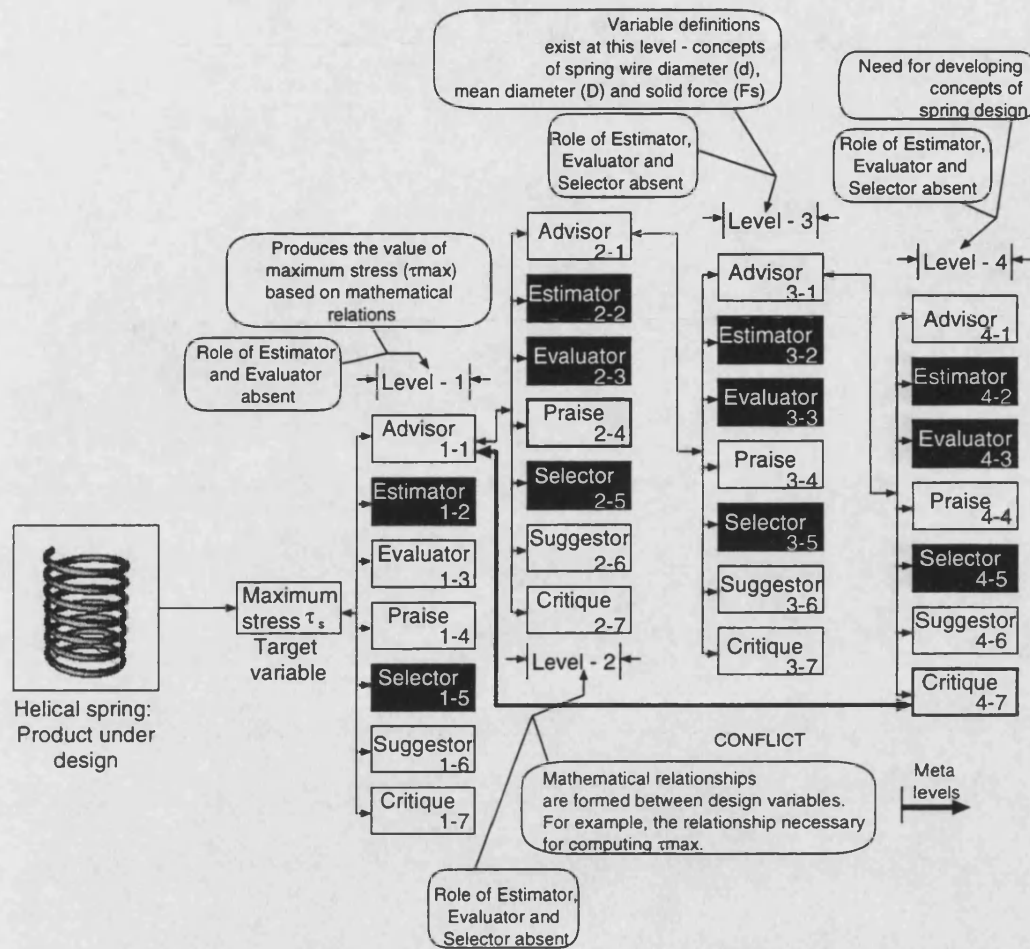 Variable definitions
exist at this level - concepts
of spring wire diameter (d),
mean diameter (D) and solid force (Fs)
Need for developing
concepts of
spring design.
Role of Estimator,
Evaluator and
Selector absent
Role of Estimator,
Evaluator and
Selector absent
Produces the value of
maximum stress (τmax)
based on mathematical
relations
Role of Estimator
and Evaluator
absent
Level - 1
Advisor
1-1
Estimator
1-2
Evaluator
1-3
Praise
1-4
Selector
1-5
Suggestor
1-6
Critique
1-7
Advisor
2-1
Estimator
2-2
Evaluator
2-3
Praise
2-4
Selector
2-5
Suggestor
2-6
Critique
2-7
Level - 2
Level - 3
Advisor
3-1
Estimator
3-2
Evaluator
3-3
Praise
3-4
Selector
3-5
Suggestor
3-6
Critique
3-7
Level - 4
Advisor
4-1
Estimator
4-2
Evaluator
4-3
Praise
4-4
Selector
4-5
Suggestor
4-6
Critique
4-7
Maximum
stress τs
Target
variable
Helical spring:
Product under
design
CONFLICT
Mathematical relationships
are formed between design variables.
For example, the relationship necessary
for computing τmax.
Meta
levels
Role of Estimator,
Evaluator and
Selector absent